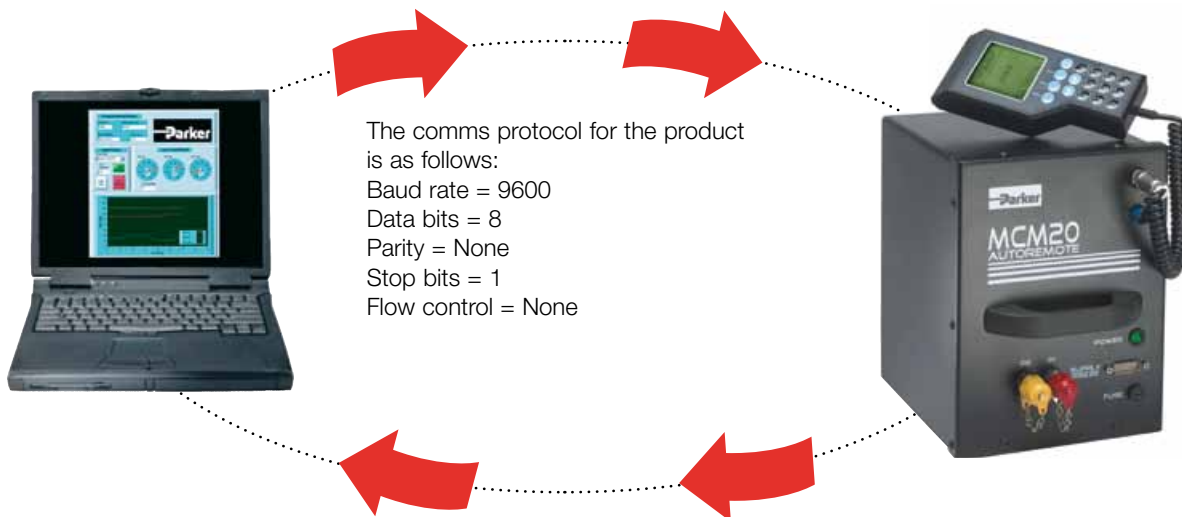 Parker
The comms protocol for the product
is as follows:
Baud rate = 9600
Data bits = 8
Parity = None
Stop bits = 1
Flow control = None
Parker
MCM20
AUTOREMOTE
POWER
FUSE